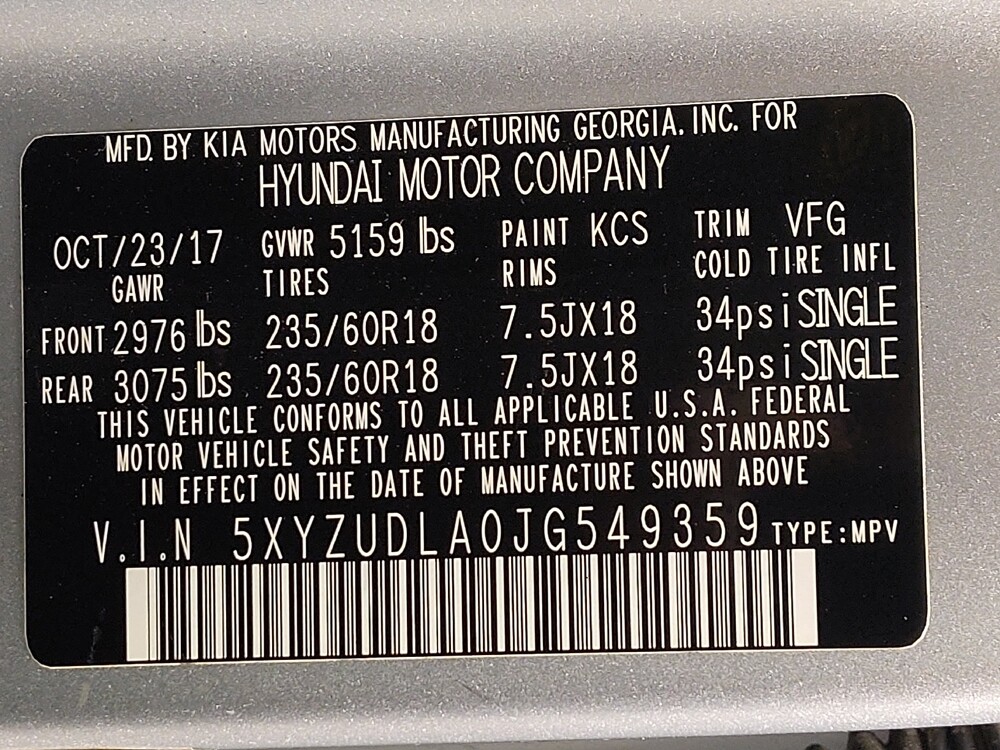 MFD. BY KIA MOTORS MANUFACTURING GEORGIA. INC. FOR
HYUNDAI MOTOR COMPANY
OCT/23/17 GVWR 5159 lbs PAINT KCS TRIM VFG
GAWR TIRES RIMS COLD TIRE INFL
FRONT 2976 lbs 235/60R18 7.5JX18 34psi SINGLE
REAR 3075 lbs 235/60R18 7.5JX18 34psi SINGLE
THIS VEHICLE CONFORMS TO ALL APPLICABLE U.S.A. FEDERAL
MOTOR VEHICLE SAFETY AND THEFT PREVENTION STANDARDS
IN EFFECT ON THE DATE OF MANUFACTURE SHOWN ABOVE
V.I.N 5XYZUDLA0JG549359 TYPE:MPV